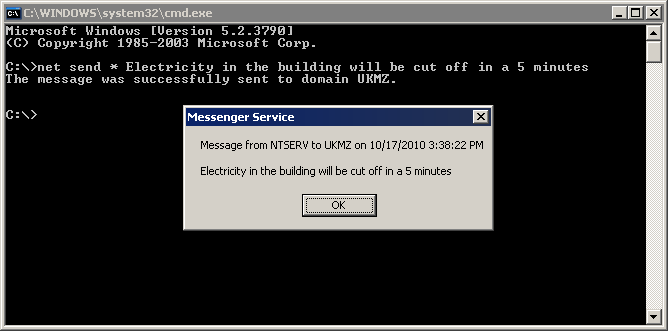 C:\WINDOWS\system32\cmd.exe
Microsoft Windows [Version 5.2.3790]
(C) Copyright 1985-2003 Microsoft Corp.
C:\>net send * Electricity in the building will be cut off in a 5 minutes
The message was successfully sent to domain UKMZ.
C:\>
Messenger Service
Message from NTSERV to UKMZ on 10/17/2010 3:38:22 PM
Electricity in the building will be cut off in a 5 minutes
OK